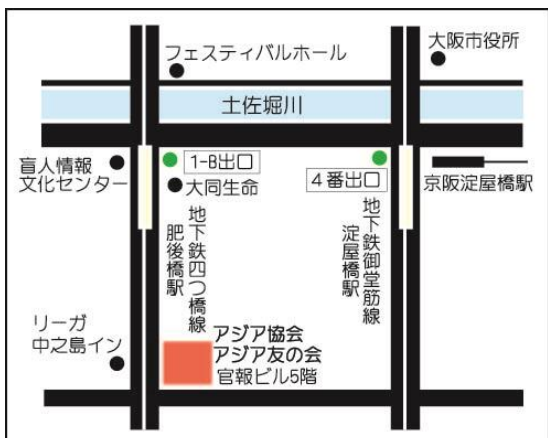 フェスティバルホール
大阪市役所
土佐堀川
盲人情報
文化センター
1-B出口
大同生命
4番出口
京阪淀屋橋駅
地下鉄四つ橋線
肥後橋駅
地下鉄御堂筋線
淀屋橋駅
リーガ
中之島イン
アジア協会
アジア友の会
官報ビル5階